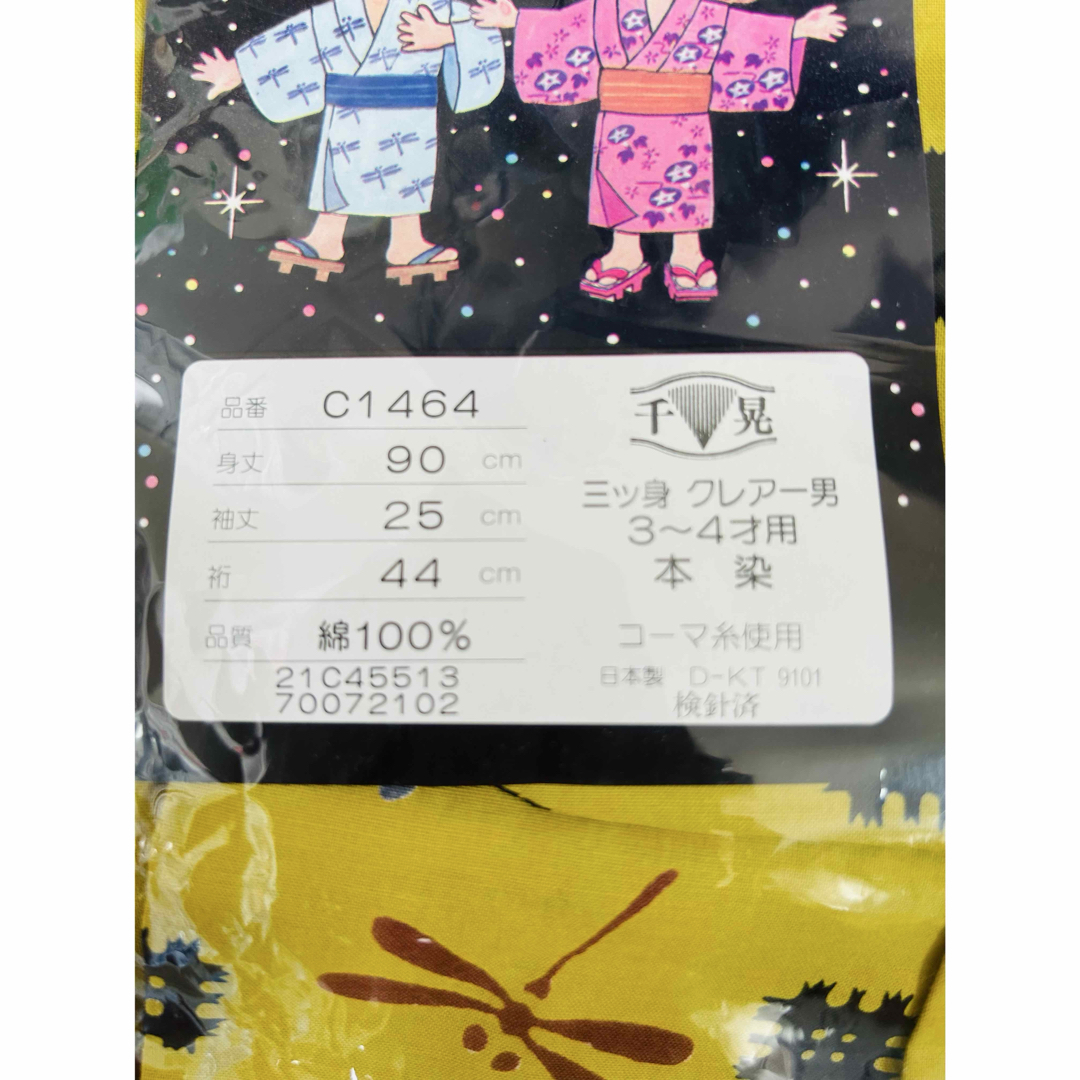 品番 C1464
身丈 90 cm
袖丈 25 cm
裄 44 cm
品質 綿100%
21C45513
70072102
千 晃
三ッ身 クレアー男
3～4才用
本 染
コーマ糸使用
日本製 D-KT 9101
検針済